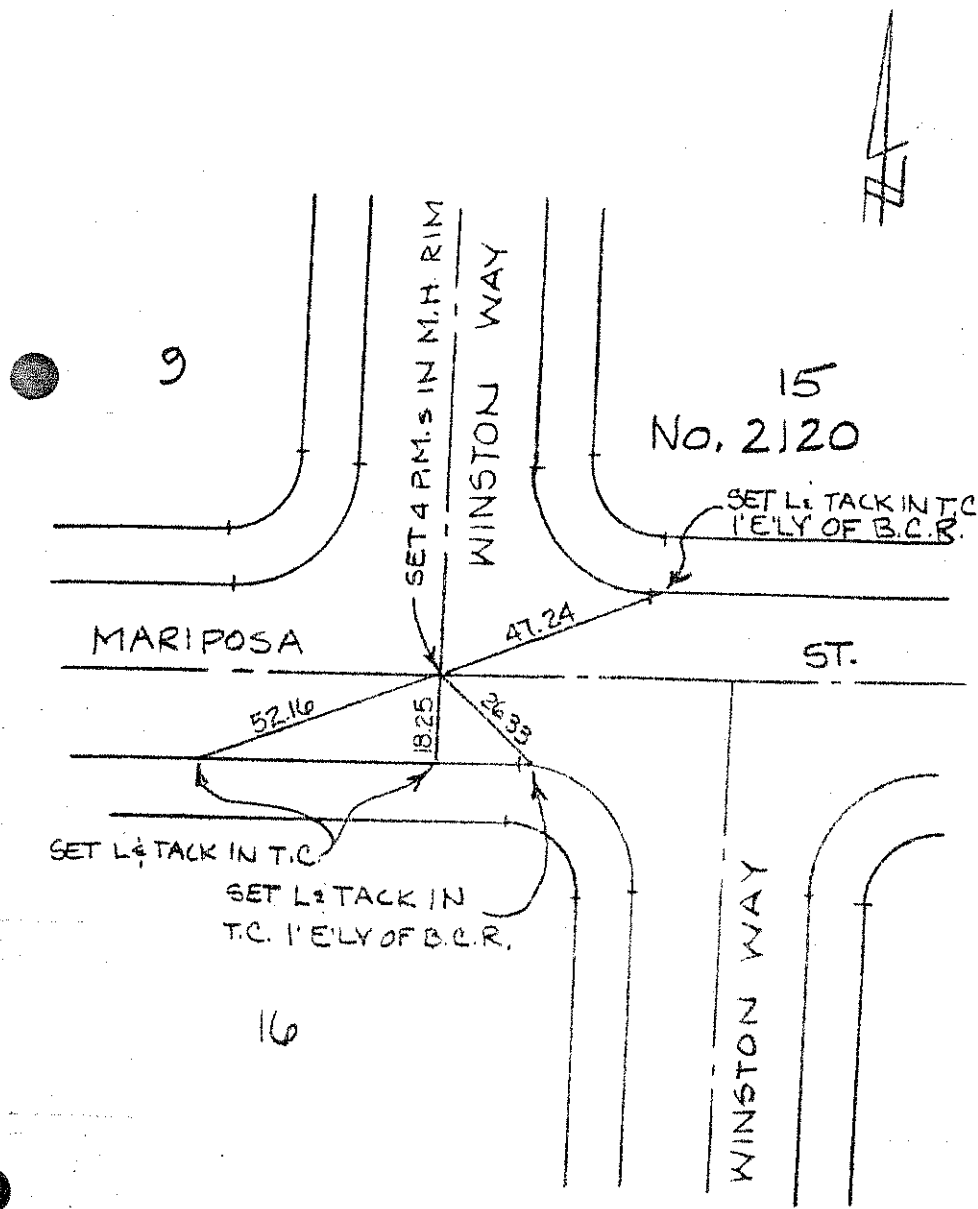 9
SET 4 P.M.s IN M.H. RIM
WINSTON WAY
15
No. 2120
SET L& TACK IN T.C
1' E'LY OF B.C.R.
MARIPOSA ST.
47.24
52.16
18.25
26.33
SET L& TACK IN T.C.
SET L& TACK IN
T.C. 1' E'LY OF B.C.R.
16
WINSTON WAY